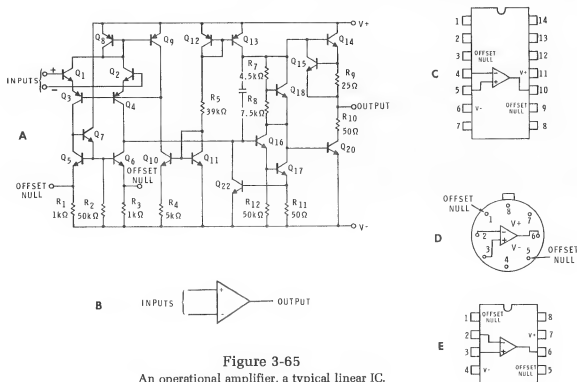 V+
Q8
Q9
Q12
Q13
Q14
Q15
R7
4.5kΩ
Q18
R9
25Ω
INPUTS
+
−
Q1
Q2
Q3
Q4
R5
39kΩ
R8
7.5kΩ
OUTPUT
R10
50Ω
A
Q7
Q16
Q5
Q6
Q10
Q11
Q17
Q20
Q22
OFFSET
NULL
OFFSET
NULL
R1
1kΩ
R2
50kΩ
R3
1kΩ
R4
5kΩ
R12
50kΩ
R11
50Ω
V-
B
INPUTS
+
-
OUTPUT
C
1
2
3
4
5
6
7
14
13
12
11
10
9
8
OFFSET
NULL
-
+
V+
V-
OFFSET
NULL
D
OFFSET
NULL
1
2
3
4
5
6
7
8
V+
-
+
V-
OFFSET
NULL
E
1
2
3
4
8
7
6
5
OFFSET
NULL
V+
-
+
V-
OFFSET
NULL
Figure 3-65
An operational amplifier, a typical linear IC.